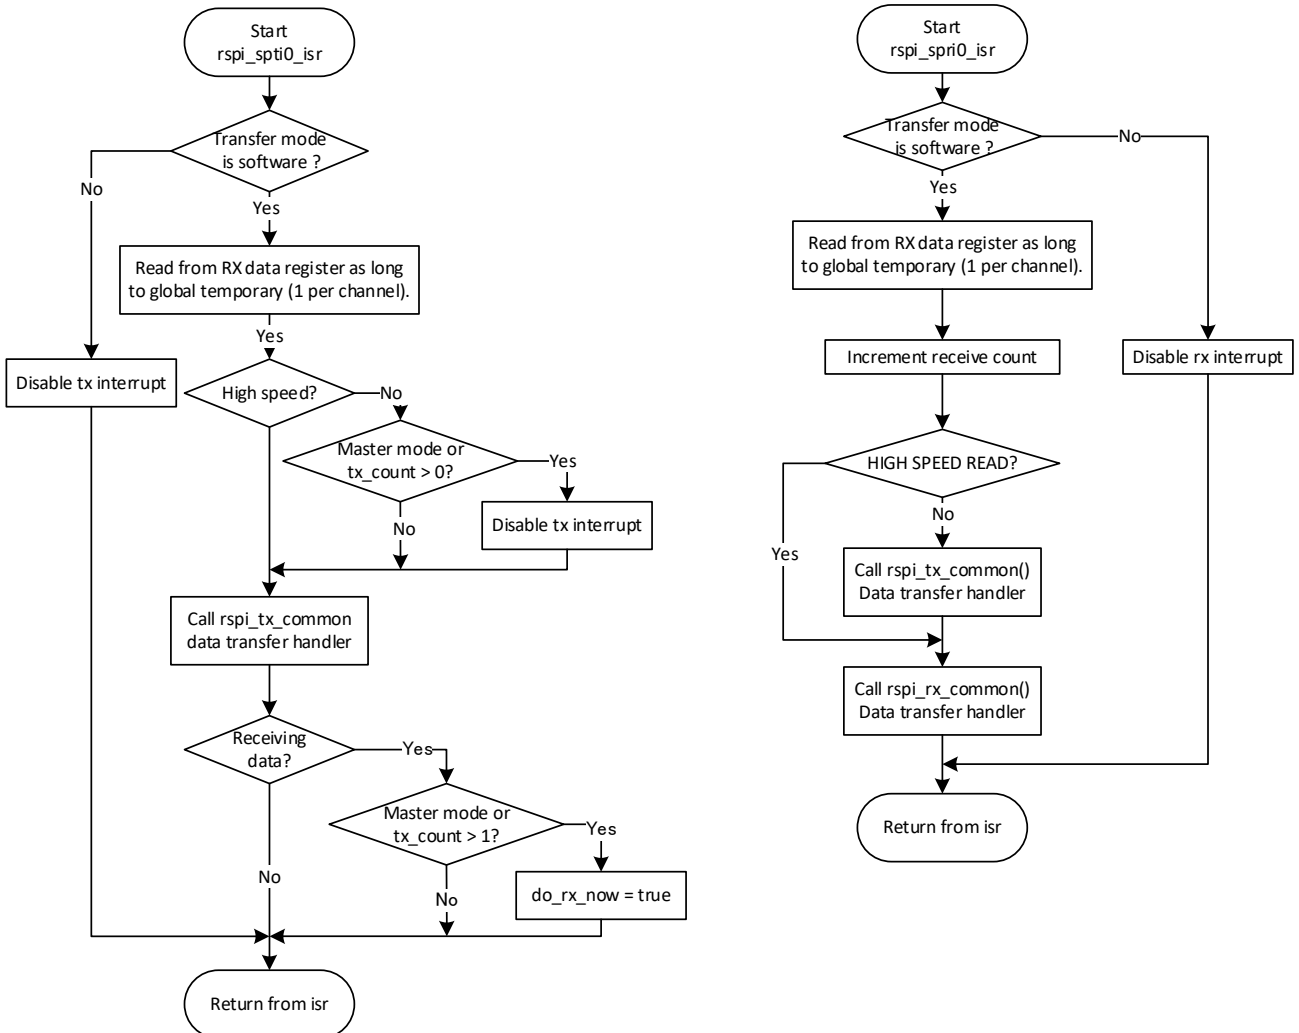 Start
rspi_spti0_isr
Transfer mode
is software ?
No
Yes
Read from RX data register as long
to global temporary (1 per channel).
Yes
Disable tx interrupt
High speed?
No
Master mode or
tx_count > 0?
Yes
No
Disable tx interrupt
Call rspi_tx_common
data transfer handler
Receiving
data?
Yes
Master mode or
tx_count > 1?
Yes
No
No
do_rx_now = true
Return from isr
Start
rspi_spri0_isr
Transfer mode
is software ?
No
Yes
Read from RX data register as long
to global temporary (1 per channel).
Increment receive count
Disable rx interrupt
HIGH SPEED READ?
No
Yes
Call rspi_tx_common()
Data transfer handler
Call rspi_rx_common()
Data transfer handler
Return from isr